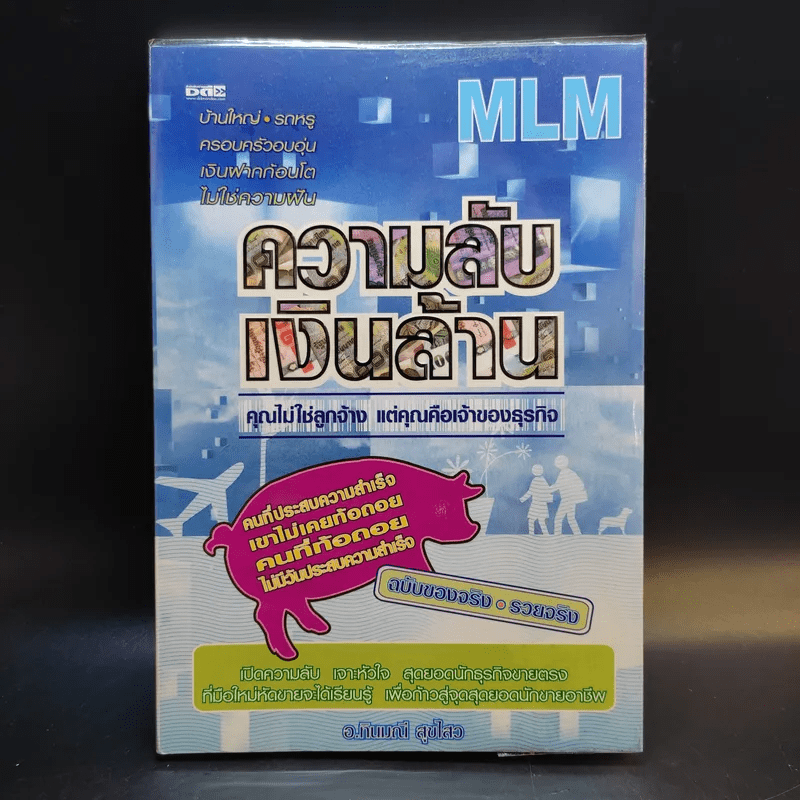 MLM
บ้านใหญ่ • รถหรู
ครอบครัวอบอุ่น
เงินฝากก้อนโต
ไม่ใช่ความฝัน
ความลับ
เงินล้าน
คุณไม่ใช่ลูกจ้าง แต่คุณคือเจ้าของธุรกิจ
คนที่ประสบความสำเร็จ
เขาไม่เคยท้อถอย
คนที่ท้อถอย
ไม่มีวันประสบความสำเร็จ
ฉบับของจริง • รวยจริง
เปิดความลับ เจาะหัวใจ สุดยอดนักธุรกิจขายตรง
ที่มือใหม่หัดขายจะได้เรียนรู้ เพื่อก้าวสู่จุดสุดยอดนักขายอาชีพ
อ.ทินมณี สุขใสว